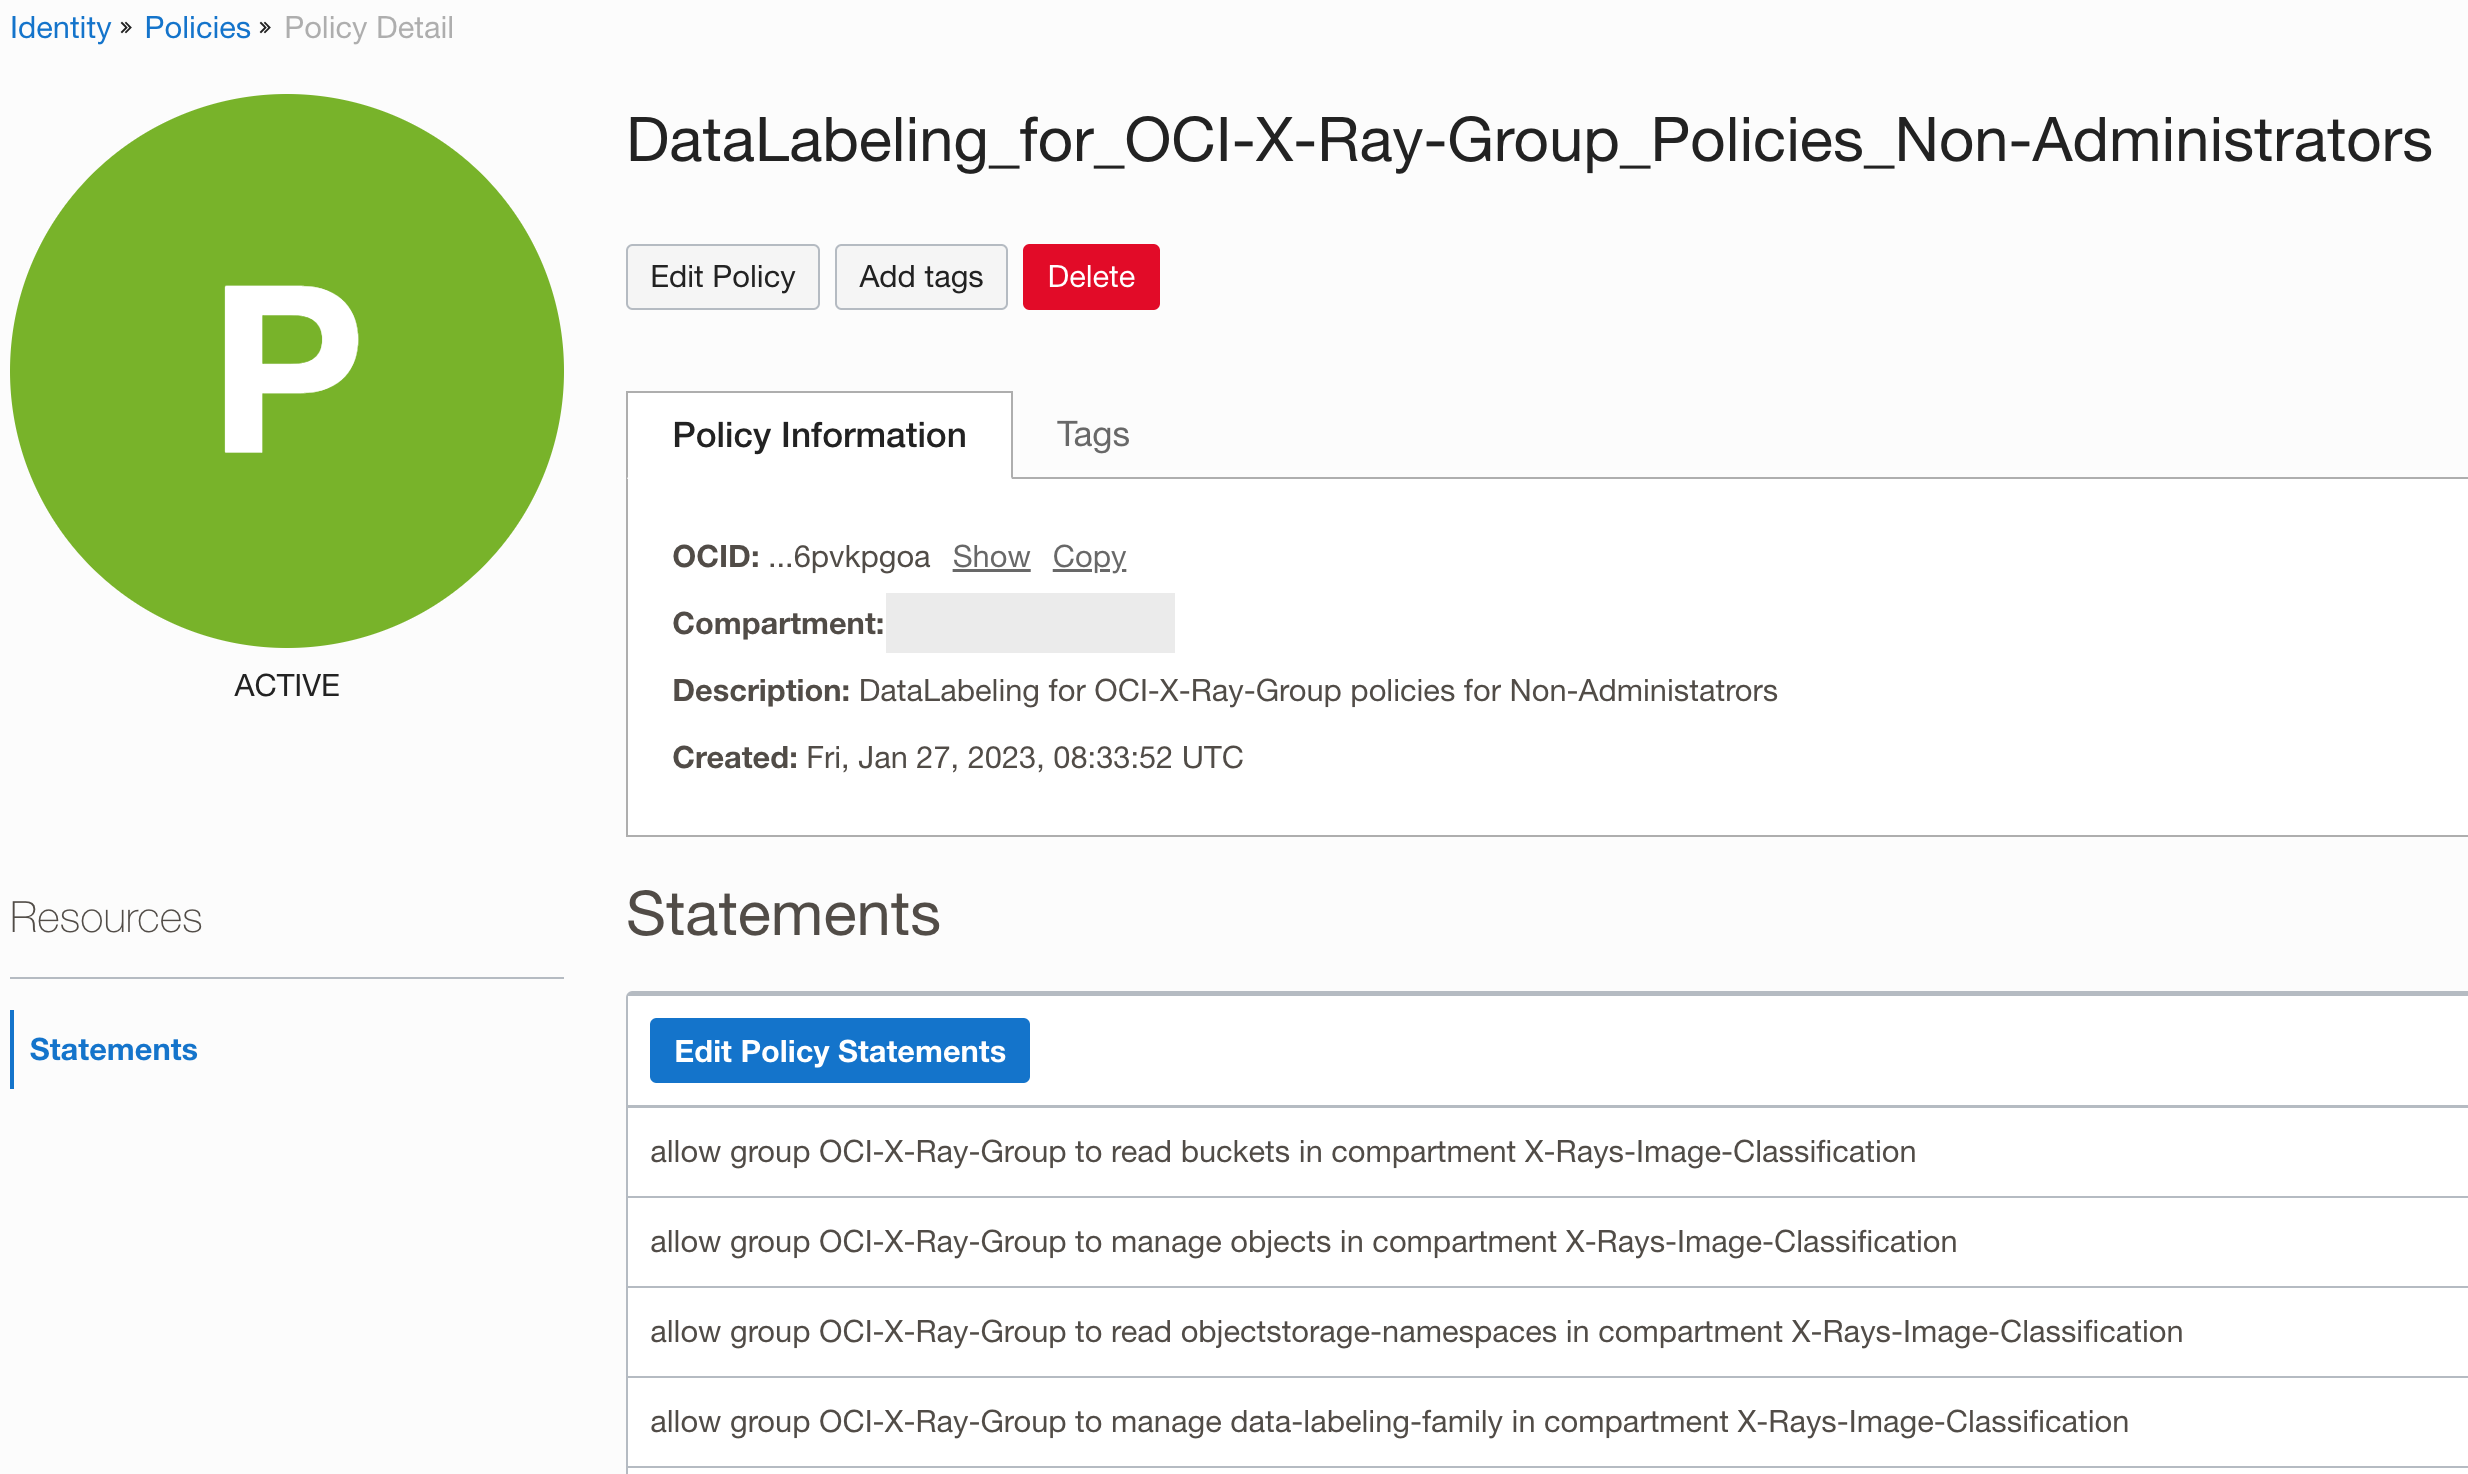 Identity » Policies » Policy Detail
P
ACTIVE
DataLabeling_for_OCI-X-Ray-Group_Policies_Non-Administrators
Edit Policy Add tags Delete
Policy Information Tags
OCID: ...6pvkpgoa Show Copy
Compartment:
Description: DataLabeling for OCI-X-Ray-Group policies for Non-Administatrors
Created: Fri, Jan 27, 2023, 08:33:52 UTC
Resources
Statements
Statements
Edit Policy Statements
allow group OCI-X-Ray-Group to read buckets in compartment X-Rays-Image-Classification
allow group OCI-X-Ray-Group to manage objects in compartment X-Rays-Image-Classification
allow group OCI-X-Ray-Group to read objectstorage-namespaces in compartment X-Rays-Image-Classification
allow group OCI-X-Ray-Group to manage data-labeling-family in compartment X-Rays-Image-Classification